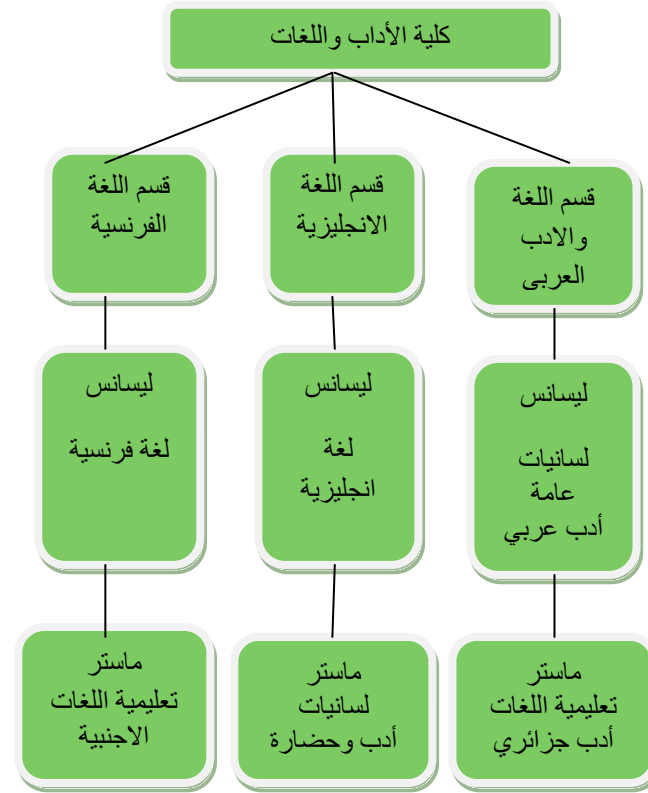 كلية الأداب واللغات
قسم اللغة
والادب
العربى
قسم اللغة
الانجليزية
قسم اللغة
الفرنسية
ليسانس
لسانيات
عامة
أدب عربي
ليسانس
لغة
انجليزية
ليسانس
لغة فرنسية
ماستر
تعليمية اللغات
أدب جزائري
ماستر
لسانيات
أدب وحضارة
ماستر
تعليمية اللغات
الاجنبية